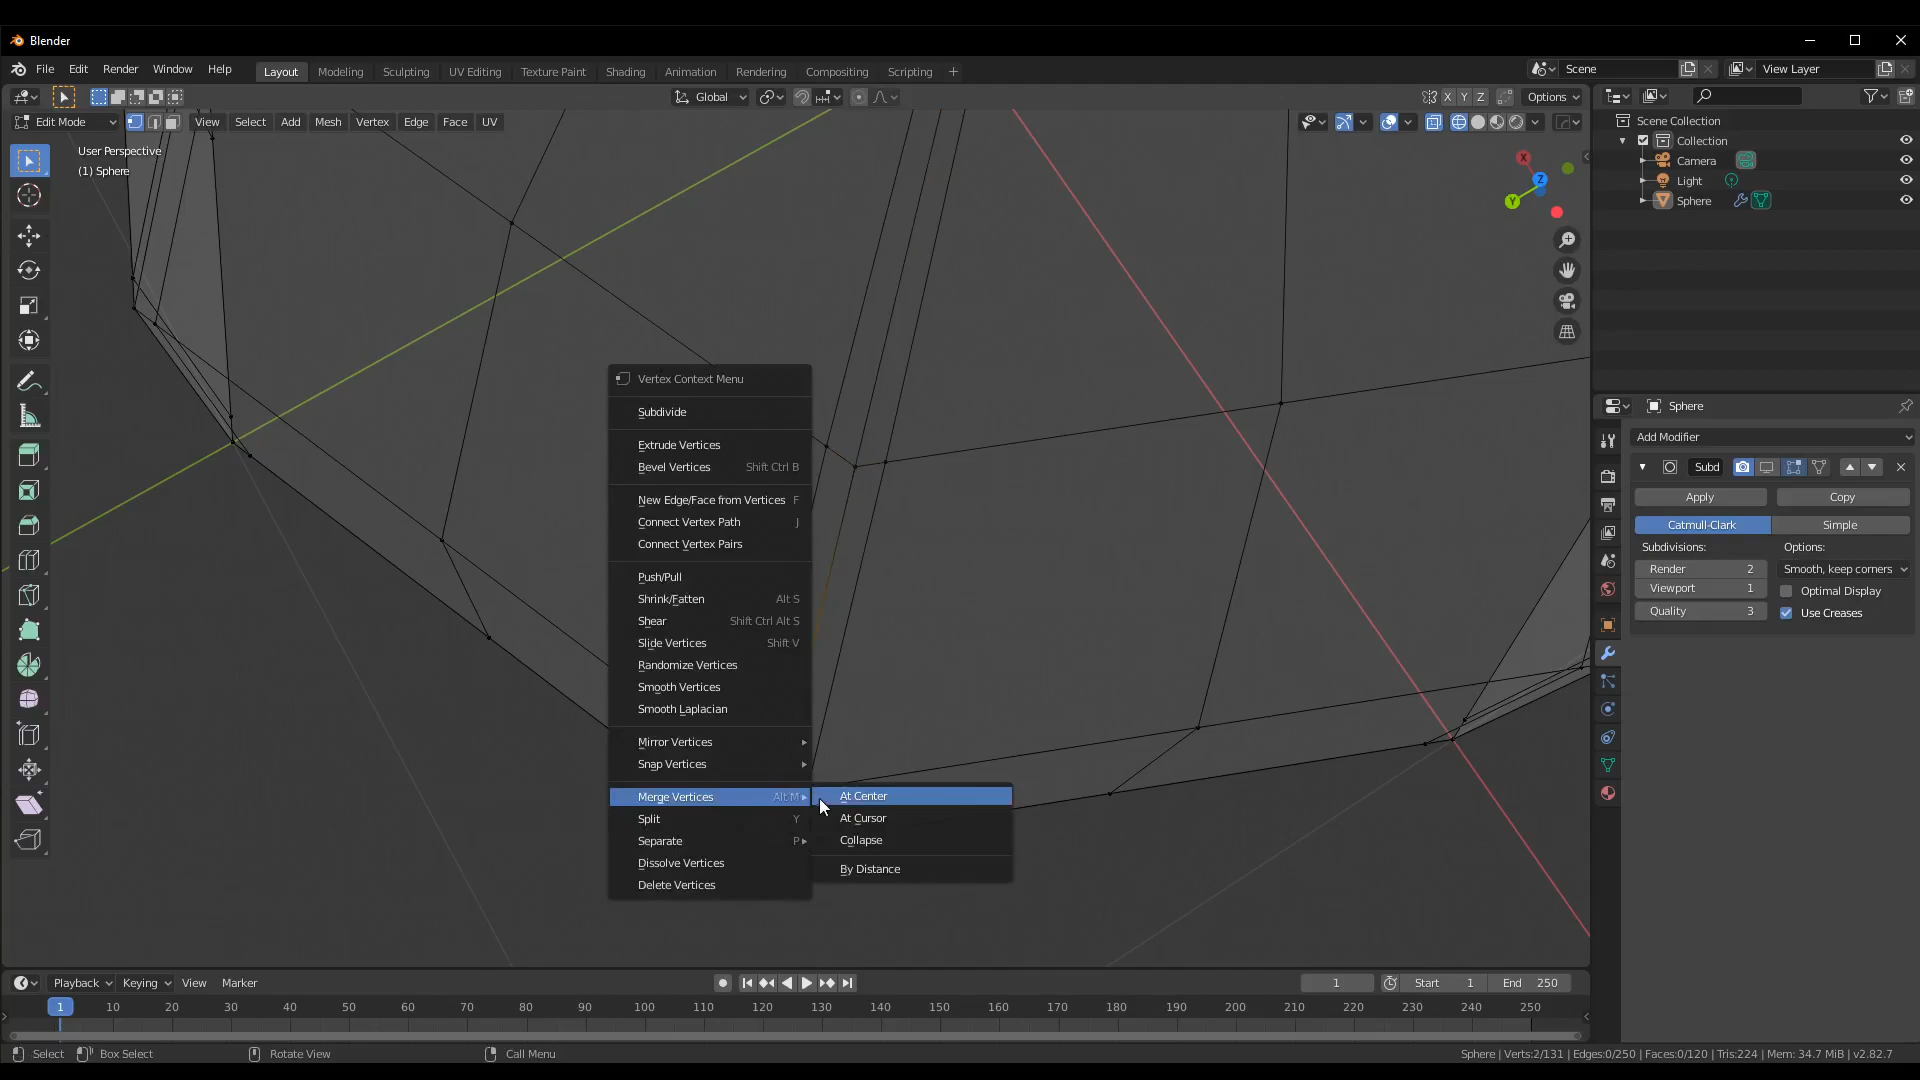 Blender
File Edit Render Window Help Layout Modeling Sculpting UV Editing Texture Paint Shading Animation Rendering Compositing Scripting + Scene View Layer
Global X Y Z Options
Edit Mode View Select Add Mesh Vertex Edge Face UV
User Perspective
(1) Sphere
X
Y
Z
Scene Collection
Collection
Camera
Light
Sphere
Sphere
Add Modifier
Subd
Apply Copy
Catmull-Clark Simple
Subdivisions: Options:
Render 2 Smooth, keep corners
Viewport 1 Optimal Display
Quality 3 Use Creases
Vertex Context Menu
Subdivide
Extrude Vertices
Bevel Vertices Shift Ctrl B
New Edge/Face from Vertices F
Connect Vertex Path J
Connect Vertex Pairs
Push/Pull
Shrink/Fatten Alt S
Shear Shift Ctrl Alt S
Slide Vertices Shift V
Randomize Vertices
Smooth Vertices
Smooth Laplacian
Mirror Vertices
Snap Vertices
Merge Vertices Alt M
Split Y
Separate P
Dissolve Vertices
Delete Vertices
At Center
At Cursor
Collapse
By Distance
Playback Keying View Marker 1 Start 1 End 250
1 10 20 30 40 50 60 70 80 90 100 110 120 130 140 150 160 170 180 190 200 210 220 230 240 250
Select Box Select Rotate View Call Menu Sphere | Verts:2/131 | Edges:0/250 | Faces:0/120 | Tris:224 | Mem: 34.7 MiB | v2.82.7